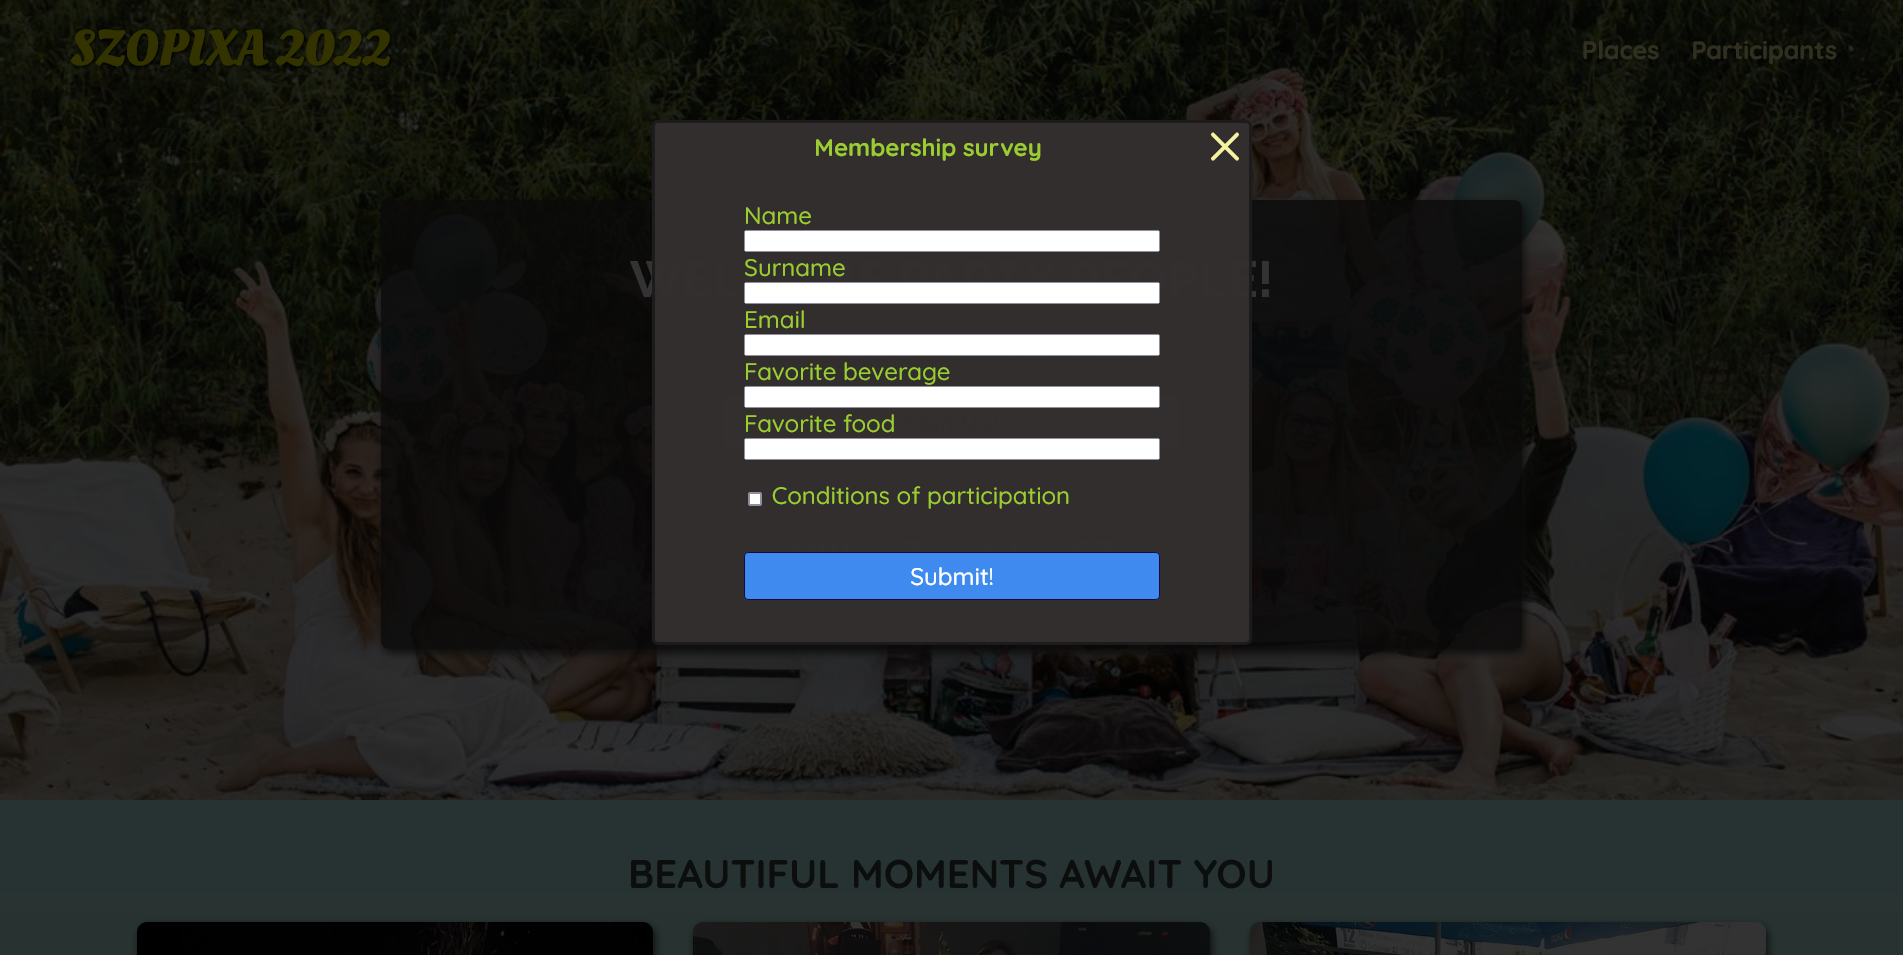 SZOPIXA 2022
Places
Participants
Membership survey
Name
Surname
Email
Favorite beverage
Favorite food
Conditions of participation
Submit!
BEAUTIFUL MOMENTS AWAIT YOU